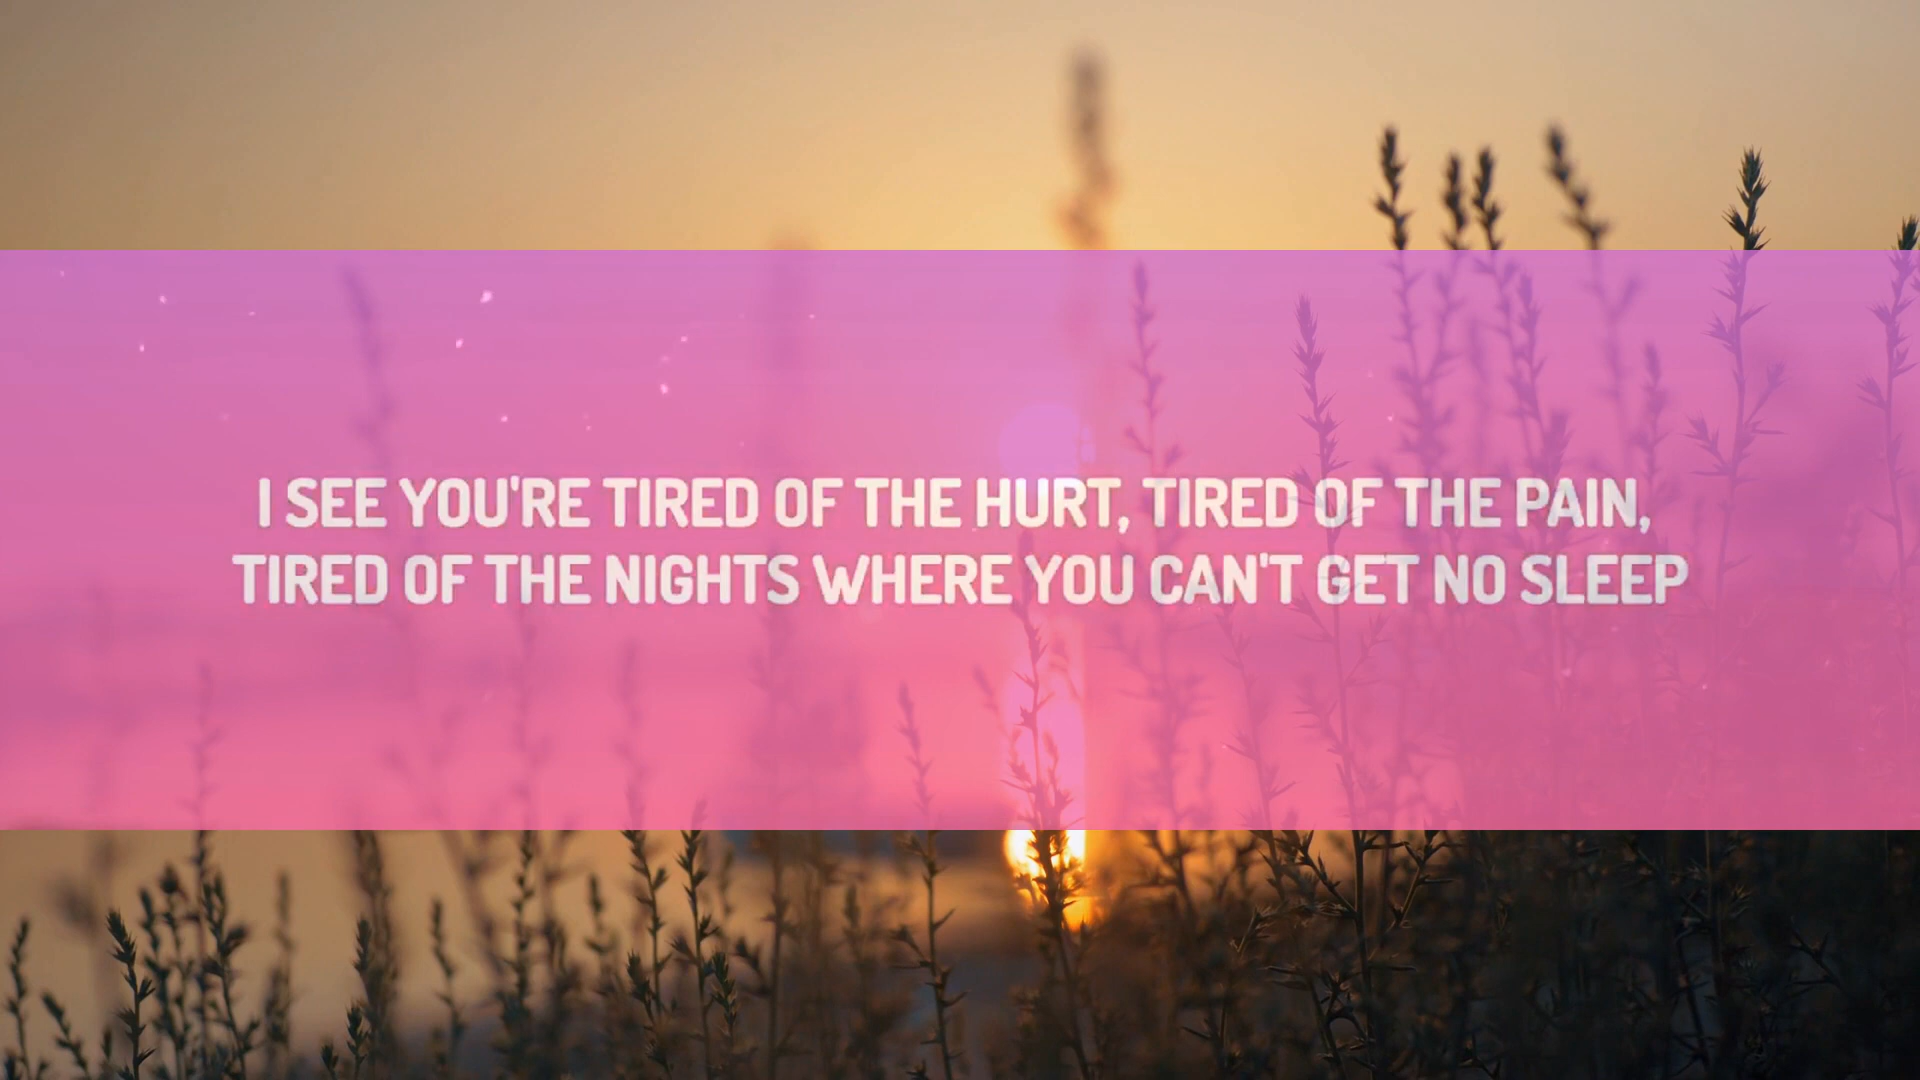 I SEE YOU'RE TIRED OF THE HURT, TIRED OF THE PAIN,
TIRED OF THE NIGHTS WHERE YOU CAN'T GET NO SLEEP